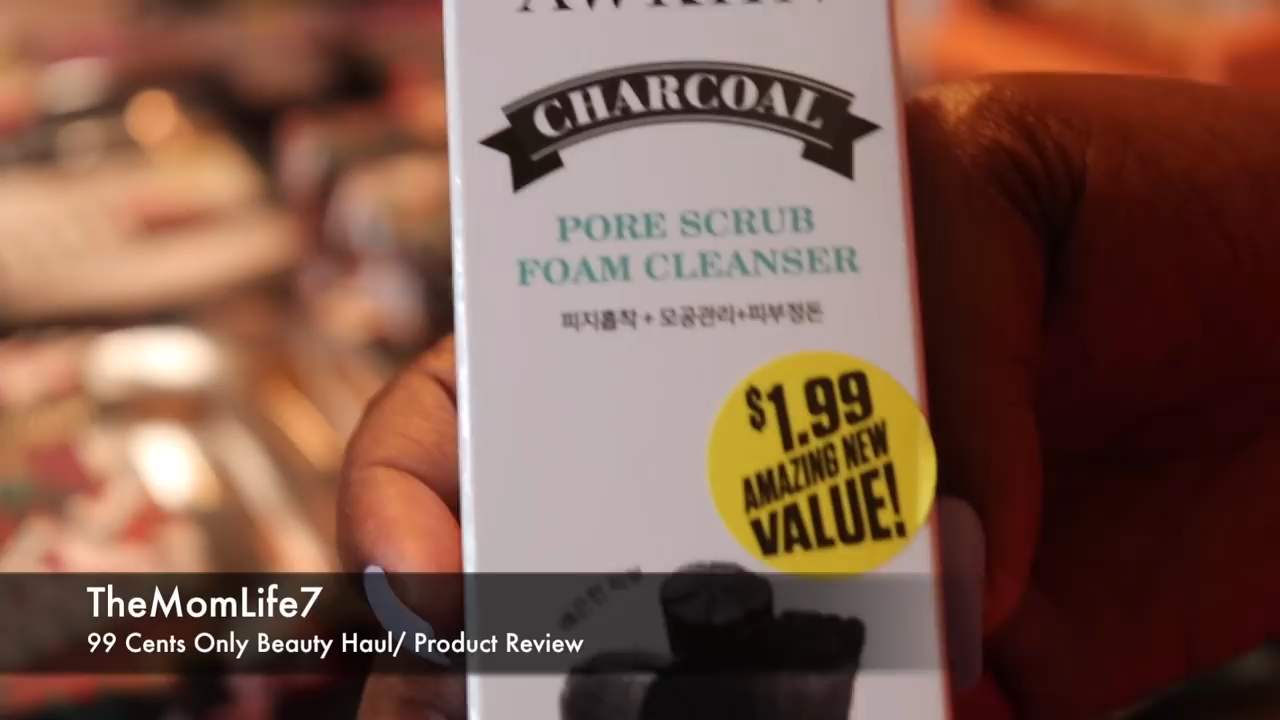 CHARCOAL
PORE SCRUB
FOAM CLEANSER
피지흡착 + 모공관리+피부정돈
$1.99
AMAZING NEW
VALUE!
TheMomLife7
99 Cents Only Beauty Haul/ Product Review